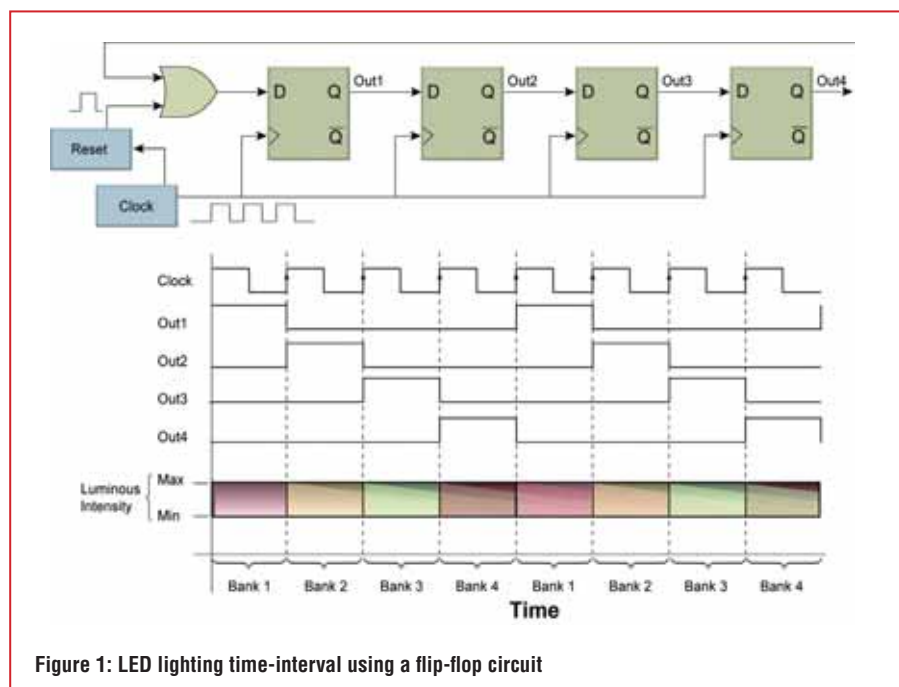 Out1 Out2 Out3 Out4
D Q D Q D Q D Q
Q Q Q Q
Reset
Clock
Clock
Out1
Out2
Out3
Out4
Luminous
Intensity
Max
Min
Bank 1 Bank 2 Bank 3 Bank 4 Bank 1 Bank 2 Bank 3 Bank 4
Time
Figure 1: LED lighting time-interval using a flip-flop circuit